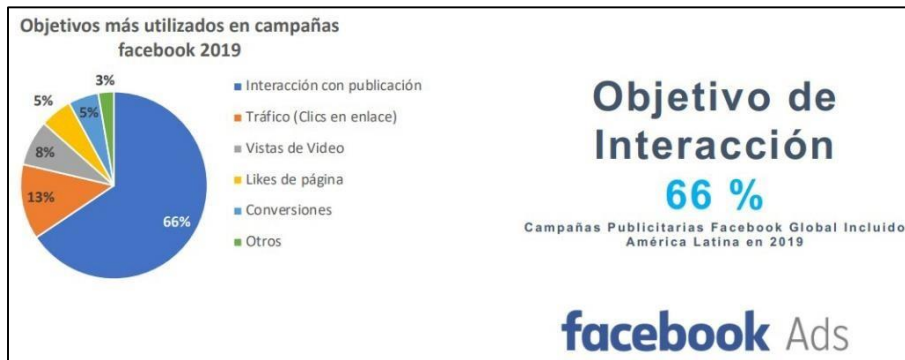 Objetivos más utilizados en campañas
facebook 2019
3%
5%
5%
8%
13%
66%
Interacción con publicación
Tráfico (Clics en enlace)
Vistas de Video
Likes de página
Conversiones
Otros
Objetivo de
Interacción
66 %
Campañas Publicitarias Facebook Global Incluido
América Latina en 2019
facebook Ads